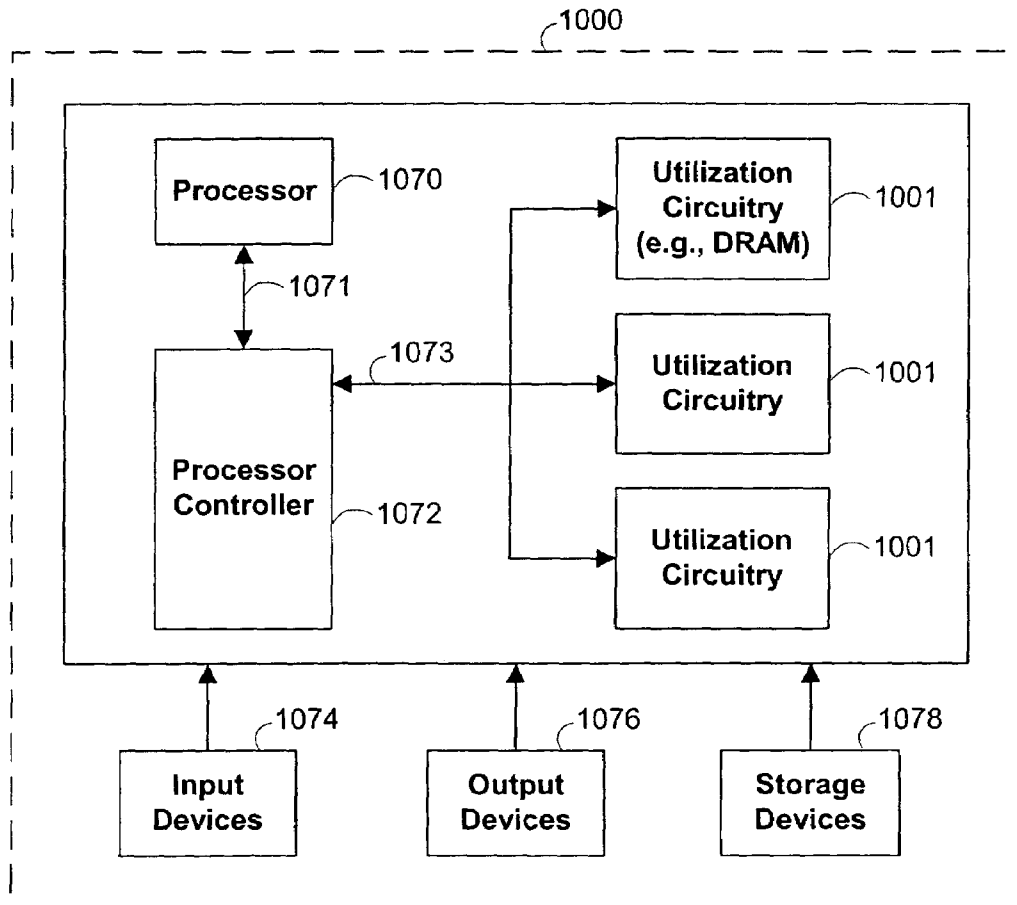 1000
Processor
1070
1071
Processor
Controller
1072
1073
Utilization
Circuitry
(e.g., DRAM)
1001
Utilization
Circuitry
1001
Utilization
Circuitry
1001
1074
Input
Devices
1076
Output
Devices
1078
Storage
Devices